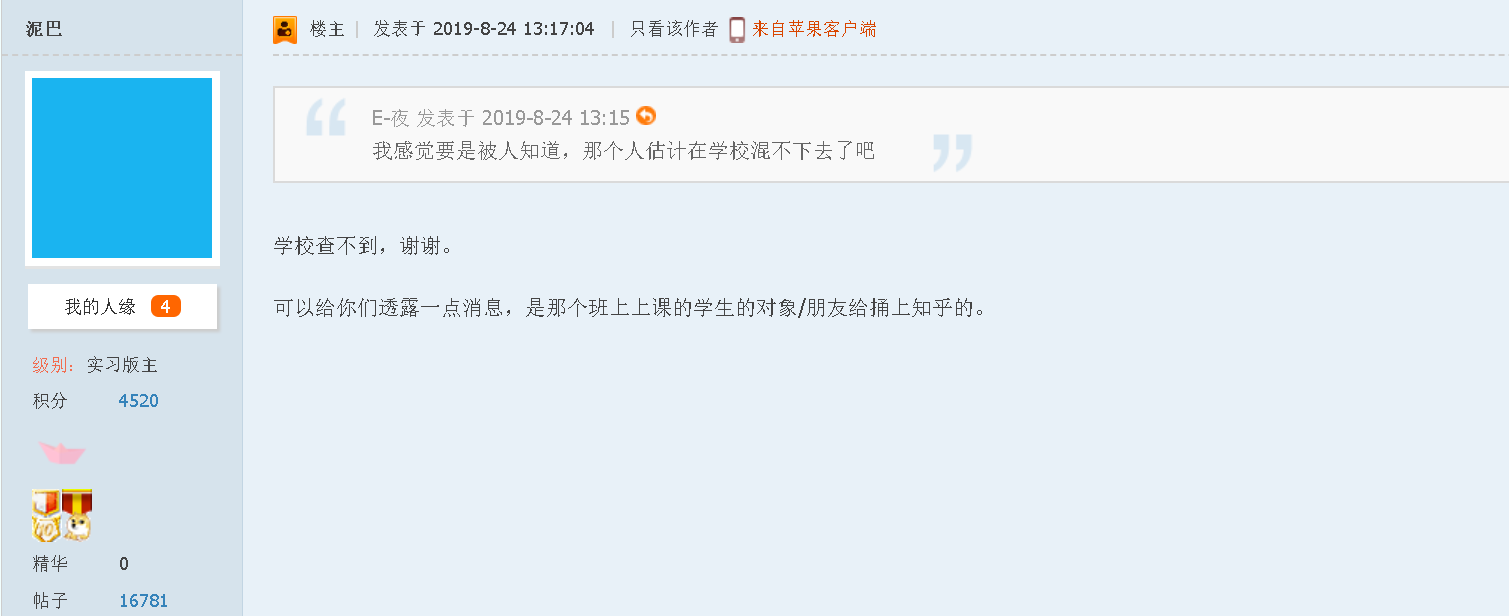 泥巴
楼主 | 发表于 2019-8-24 13:17:04 | 只看该作者 来自苹果客户端
E-夜 发表于 2019-8-24 13:15
我感觉要是被人知道，那个人估计在学校混不下去了吧
学校查不到，谢谢。
可以给你们透露一点消息，是那个班上上课的学生的对象/朋友给捅上知乎的。
我的人缘 4
级别： 实习版主
积分 4520
精华 0
帖子 16781